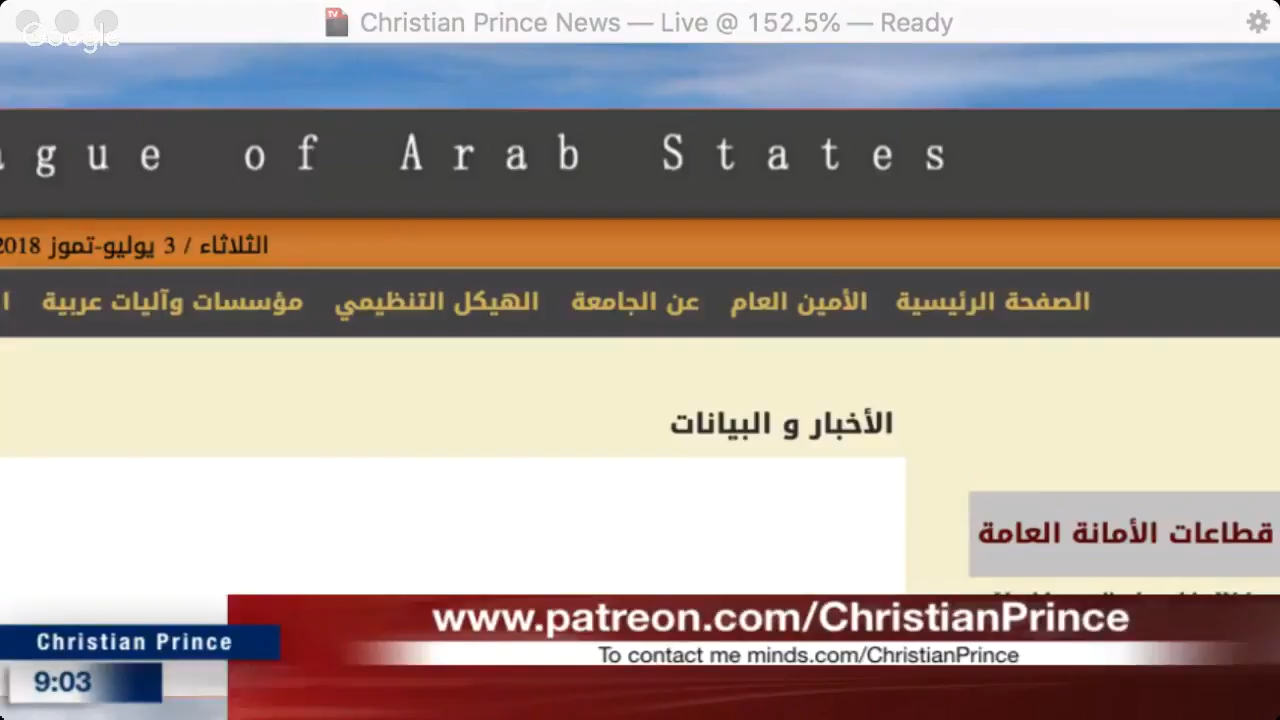 Google
Christian Prince News — Live @ 152.5% — Ready
gue of Arab States
الثلاثاء / 3 يوليو-تموز 2018
الصفحة الرئيسية الأمين العام عن الجامعة الهيكل التنظيمي مؤسسات وآليات عربية
الأخبار و البيانات
قطاعات الأمانة العامة
www.patreon.com/ChristianPrince
To contact me minds.com/ChristianPrince
Christian Prince
9:03